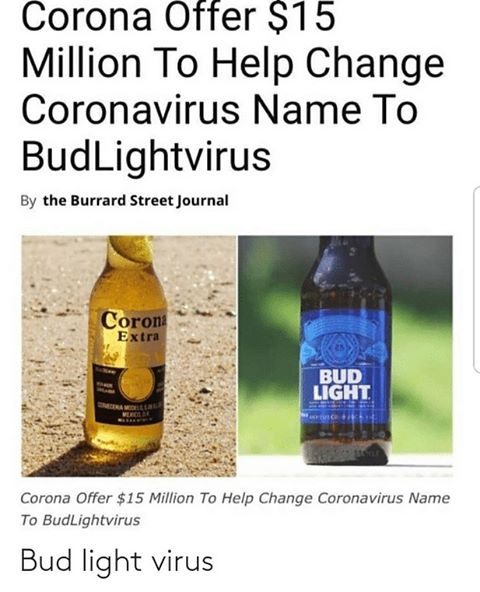 Corona Offer $15
Million To Help Change
Coronavirus Name To
BudLightvirus
By the Burrard Street Journal
Corona
Extra
BUD
LIGHT
Corona Offer $15 Million To Help Change Coronavirus Name
To BudLightvirus
Bud light virus